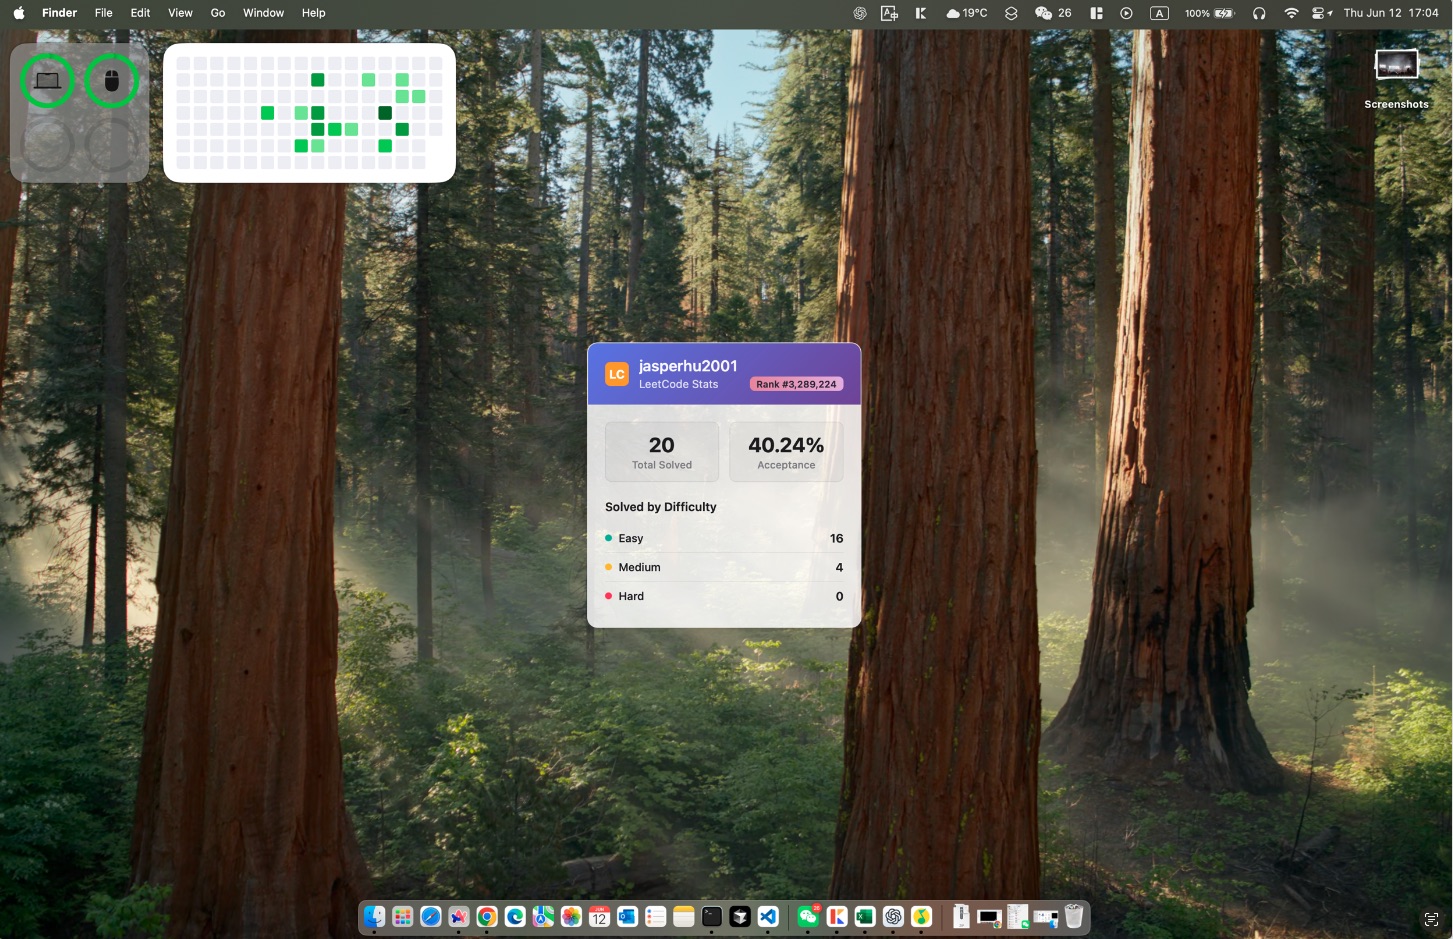 Finder File Edit View Go Window Help
19°C 26 A 100% Thu Jun 12 17:04
Screenshots
LC
jasperhu2001
LeetCode Stats
Rank #3,289,224
20 40.24%
Total Solved Acceptance
Solved by Difficulty
Easy 16
Medium 4
Hard 0
JUN
12